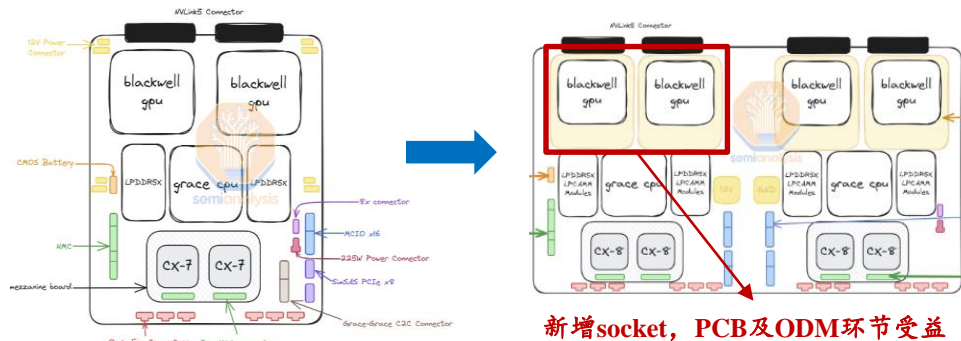 NVLink5 Connector
12V Power
Connector
blackwell
gpu
blackwell
gpu
CMOS Battery
LPDDR5X
grace cpu
LPDDR5X
semianalysis
8x connector
HMC
MCIO x16
CX-7
CX-7
225W Power Connector
SlimSAS PCIe x8
mezzanine board
Grace-Grace C2C Connector
NVLink5 Connector
blackwell
gpu
blackwell
gpu
blackwell
gpu
blackwell
gpu
semianalysis
LPDDR5X
LPCAMM
Modules
grace cpu
LPDDR5X
LPCAMM
Modules
12V
GND
LPDDR5X
LPCAMM
Modules
grace cpu
LPDDR5X
LPCAMM
Modules
CX-8
CX-8
CX-8
CX-8
新增socket，PCB及ODM环节受益